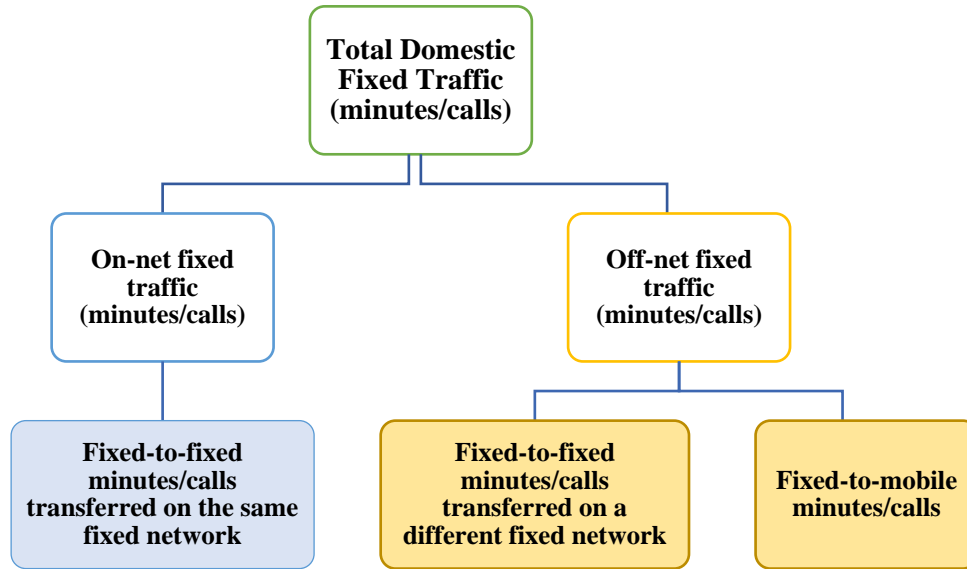 Total Domestic
Fixed Traffic
(minutes/calls)
On-net fixed
traffic
(minutes/calls)
Off-net fixed
traffic
(minutes/calls)
Fixed-to-fixed
minutes/calls
transferred on the same
fixed network
Fixed-to-fixed
minutes/calls
transferred on a
different fixed network
Fixed-to-mobile
minutes/calls